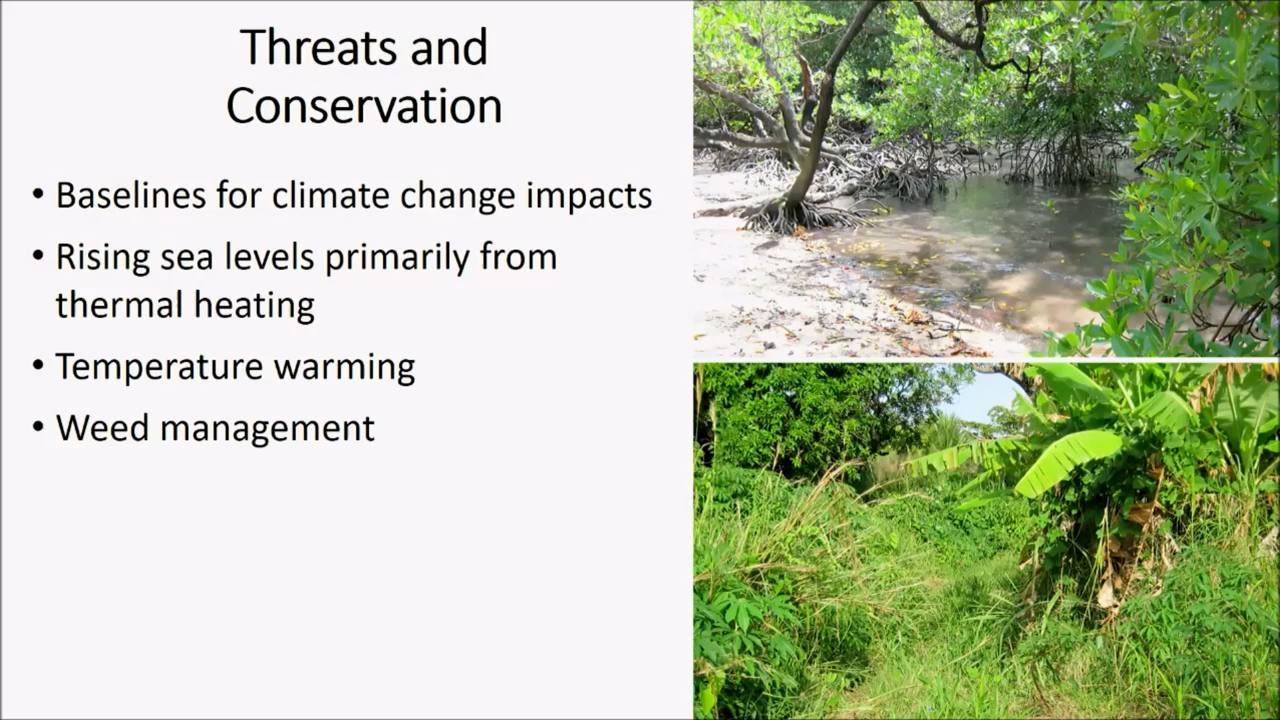 Threats and
Conservation
• Baselines for climate change impacts
• Rising sea levels primarily from
thermal heating
• Temperature warming
• Weed management